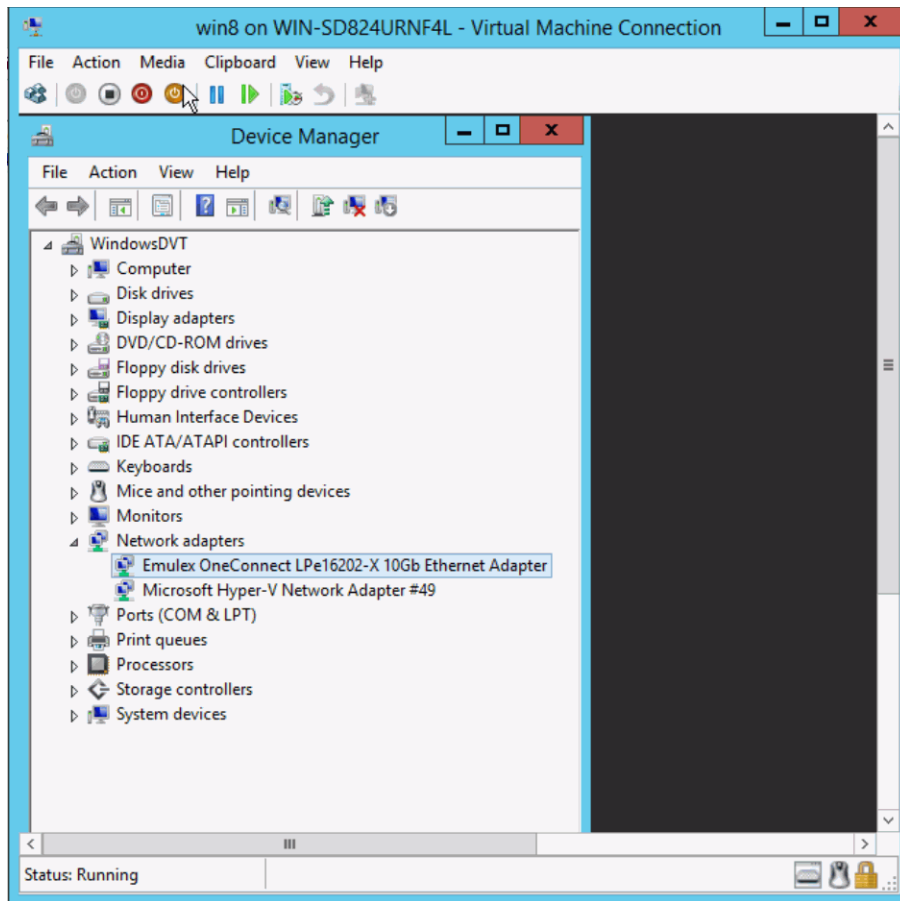 win8 on WIN-SD824URNF4L - Virtual Machine Connection
File Action Media Clipboard View Help
Device Manager
File Action View Help
WindowsDVT
Computer
Disk drives
Display adapters
DVD/CD-ROM drives
Floppy disk drives
Floppy drive controllers
Human Interface Devices
IDE ATA/ATAPI controllers
Keyboards
Mice and other pointing devices
Monitors
Network adapters
Emulex OneConnect LPe16202-X 10Gb Ethernet Adapter
Microsoft Hyper-V Network Adapter #49
Ports (COM & LPT)
Print queues
Processors
Storage controllers
System devices
Status: Running